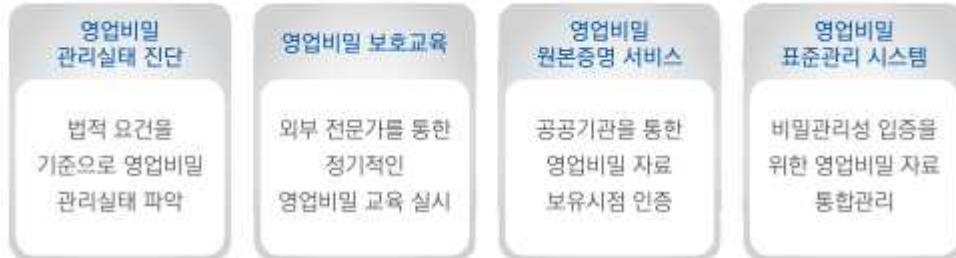 영업비밀
관리실태 진단
법적 요건을
기준으로 영업비밀
관리실태 파악
영업비밀 보호교육
외부 전문가를 통한
정기적인
영업비밀 교육 실시
영업비밀
원본증명 서비스
공공기관을 통한
영업비밀 자료
보유시점 인증
영업비밀
표준관리 시스템
비밀관리성 입증을
위한 영업비밀 자료
통합관리